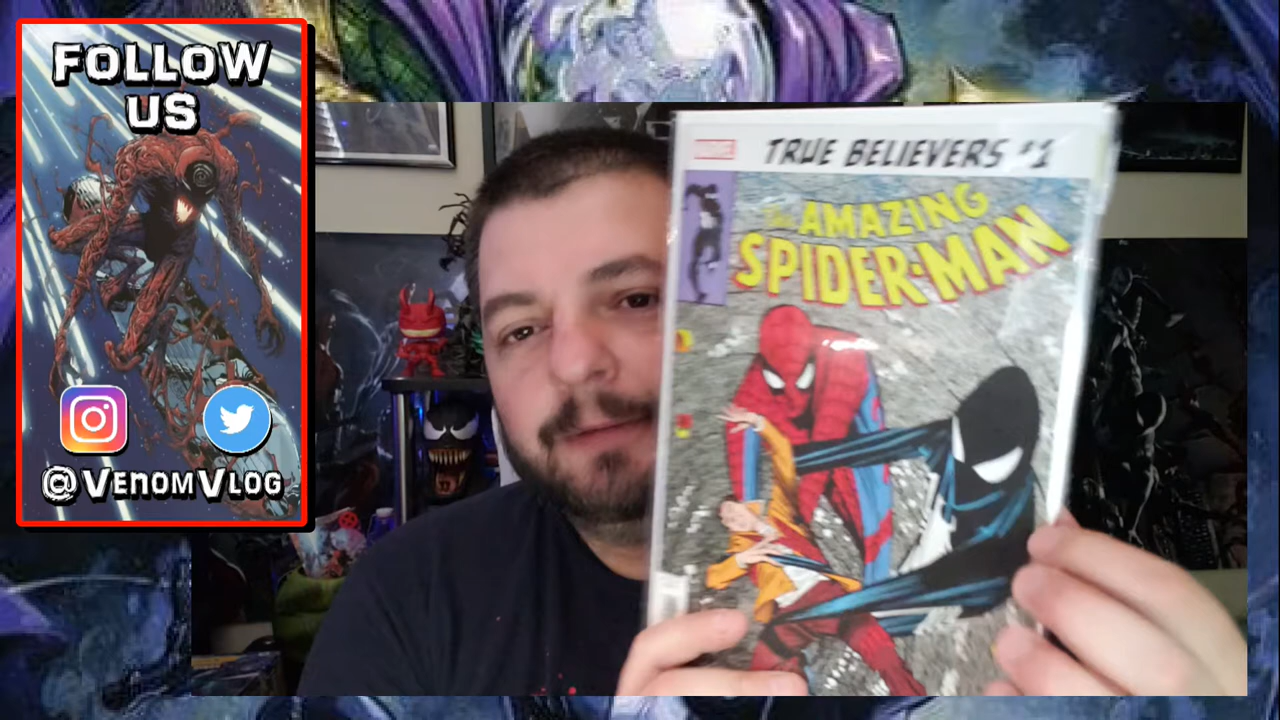 FOLLOW
US
@VENOMVLOG
TRUE BELIEVERS #1
The AMAZING
SPIDER-MAN